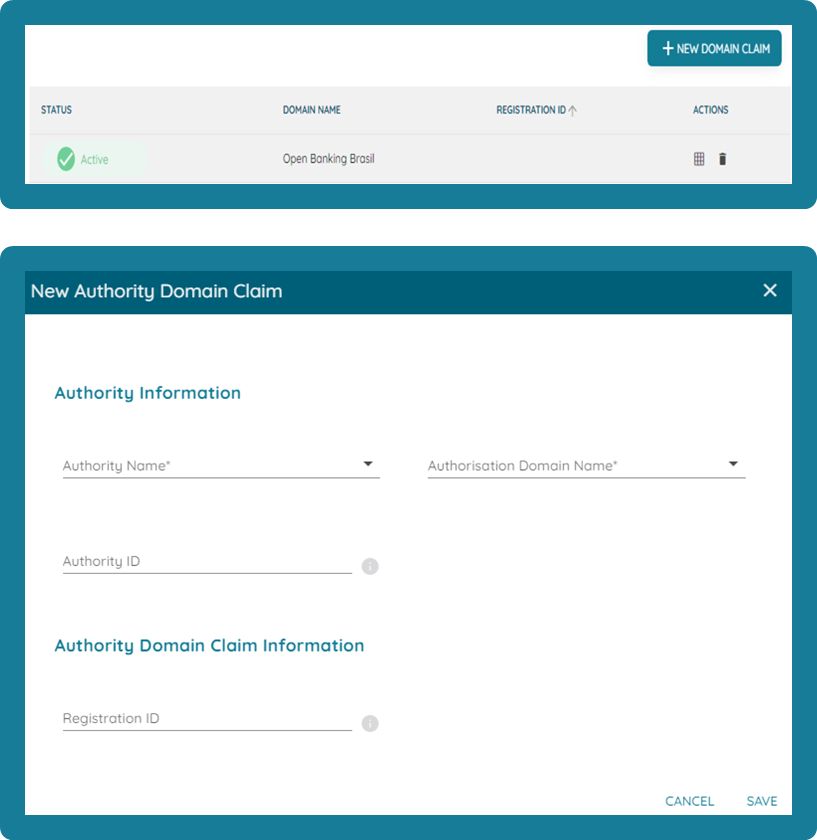 + NEW DOMAIN CLAIM
STATUS DOMAIN NAME REGISTRATION ID ↑ ACTIONS
Active Open Banking Brasil
New Authority Domain Claim
Authority Information
Authority Name* Authorisation Domain Name*
Authority ID
Authority Domain Claim Information
Registration ID
CANCEL SAVE